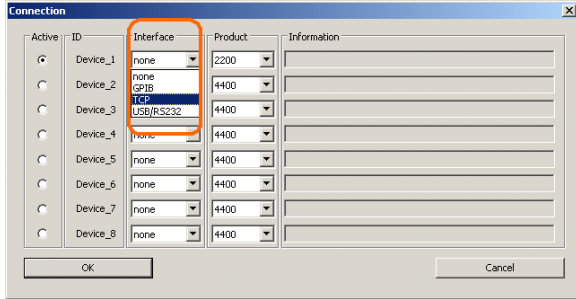 Connection
Active ID Interface Product Information
Device_1 none 2200
none
GPIB
TCP
USB/RS232
Device_2 4400
Device_3 4400
Device_4 none 4400
Device_5 none 4400
Device_6 none 4400
Device_7 none 4400
Device_8 none 4400
OK Cancel